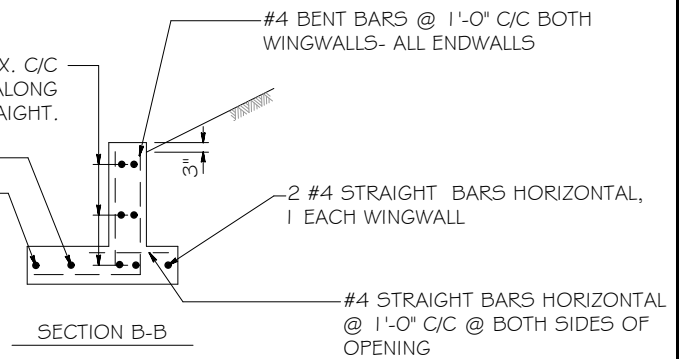 #4 BENT BARS @ 1'-0" C/C BOTH
WINGWALLS- ALL ENDWALLS
X. C/C
ALONG
AIGHT.
3"
2 #4 STRAIGHT BARS HORIZONTAL,
1 EACH WINGWALL
#4 STRAIGHT BARS HORIZONTAL
@ 1'-0" C/C @ BOTH SIDES OF
OPENING
SECTION B-B